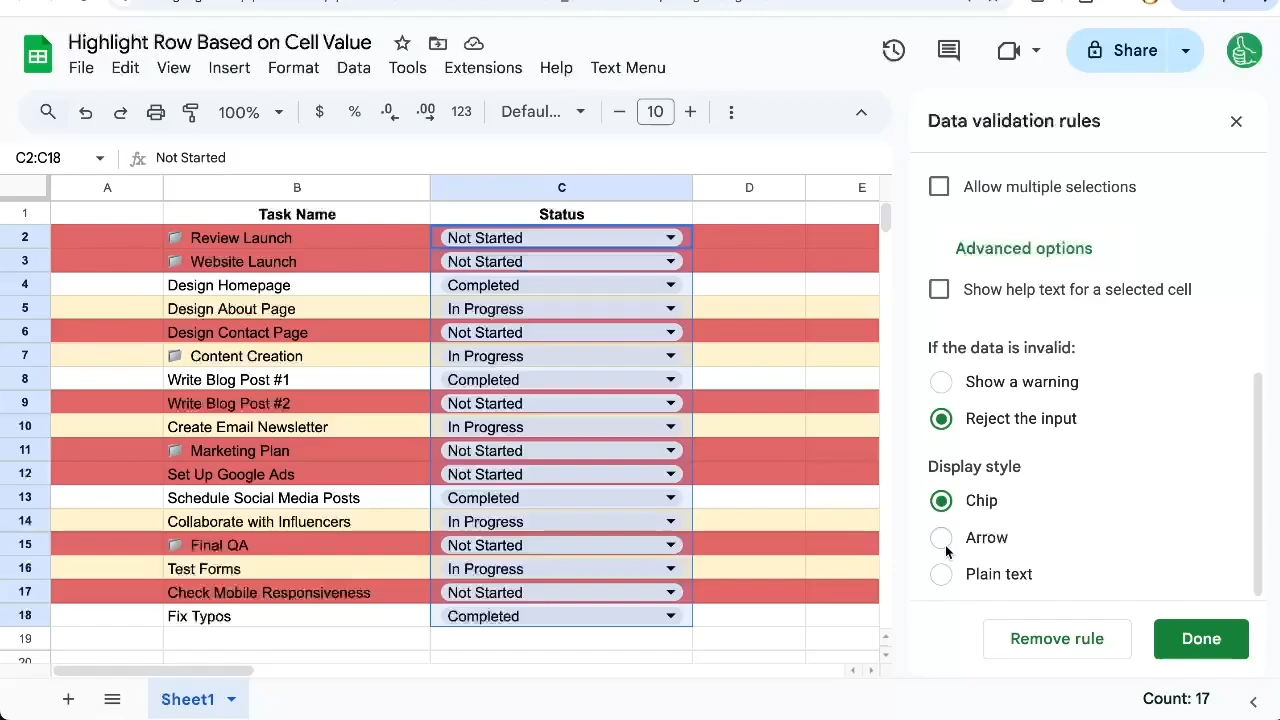 Highlight Row Based on Cell Value
File Edit View Insert Format Data Tools Extensions Help Text Menu
Share
100% $ % .0 .00 123 Defaul... 10
C2:C18 fx Not Started
A B C D E
1 Task Name Status
2 Review Launch Not Started
3 Website Launch Not Started
4 Design Homepage Completed
5 Design About Page In Progress
6 Design Contact Page Not Started
7 Content Creation In Progress
8 Write Blog Post #1 Completed
9 Write Blog Post #2 Not Started
10 Create Email Newsletter In Progress
11 Marketing Plan Not Started
12 Set Up Google Ads Not Started
13 Schedule Social Media Posts Completed
14 Collaborate with Influencers In Progress
15 Final QA Not Started
16 Test Forms In Progress
17 Check Mobile Responsiveness Not Started
18 Fix Typos Completed
19
20
Sheet1
Data validation rules
Allow multiple selections
Advanced options
Show help text for a selected cell
If the data is invalid:
Show a warning
Reject the input
Display style
Chip
Arrow
Plain text
Remove rule Done
Count: 17